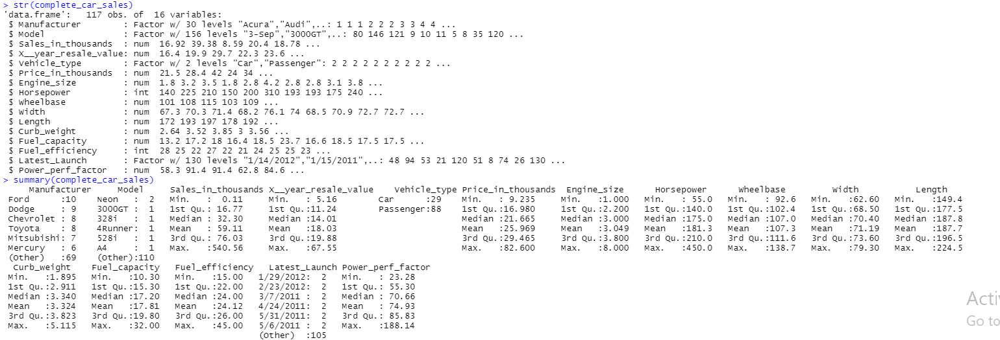 > str(complete_car_sales)
'data.frame':   117 obs. of  16 variables:
 $ Manufacturer        : Factor w/ 30 levels "Acura","Audi",..: 1 1 1 2 2 2 3 3 4 4 ...
 $ Model               : Factor w/ 156 levels "3-Sep","3000GT",..: 80 146 121 9 10 11 5 8 35 120 ...
 $ Sales_in_thousands  : num  16.92 39.38 8.59 20.4 18.78 ...
 $ X__year_resale_value: num  16.4 19.9 29.7 22.3 23.6 ...
 $ Vehicle_type        : Factor w/ 2 levels "Car","Passenger": 2 2 2 2 2 2 2 2 2 2 ...
 $ Price_in_thousands  : num  21.5 28.4 42 24 34 ...
 $ Engine_size         : num  1.8 3.2 3.5 1.8 2.8 4.2 2.8 2.8 3.1 3.8 ...
 $ Horsepower          : int  140 225 210 150 200 310 193 193 175 240 ...
 $ Wheelbase           : num  101 108 115 103 109 ...
 $ Width               : num  67.3 70.3 71.4 68.2 76.1 74 68.5 70.9 72.7 72.7 ...
 $ Length              : num  172 193 197 178 192 ...
 $ Curb_weight         : num  2.64 3.52 3.85 3 3.56 ...
 $ Fuel_capacity       : num  13.2 17.2 18 16.4 18.5 23.7 16.6 18.5 17.5 17.5 ...
 $ Fuel_efficiency     : int  28 25 22 27 22 21 24 25 25 23 ...
 $ Latest_Launch       : Factor w/ 130 levels "1/14/2012","1/15/2011",..: 48 94 53 21 120 51 8 74 26 130 ...
 $ Power_perf_factor   : num  58.3 91.4 91.4 62.8 84.6 ...
> summary(complete_car_sales)
     Manufacturer     Model     Sales_in_thousands X__year_resale_value    Vehicle_type Price_in_thousands  Engine_size      Horsepower      Wheelbase         Width           Length
 Ford      :10   Neon   :  2   Min.   :  0.11     Min.   : 5.16        Car      :29    Min.   : 9.235     Min.   :1.000   Min.   : 55.0   Min.   : 92.6   Min.   :62.60   Min.   :149.4
 Dodge     : 9   3000GT :  1   1st Qu.: 16.77     1st Qu.:11.24        Passenger:88    1st Qu.:16.980     1st Qu.:2.200   1st Qu.:140.0   1st Qu.:102.4   1st Qu.:68.50   1st Qu.:177.5
 Chevrolet : 8   328i   :  1   Median : 32.30     Median :14.01                        Median :21.665     Median :3.000   Median :175.0   Median :107.0   Median :70.40   Median :187.8
 Toyota    : 8   4Runner:  1   Mean   : 59.11     Mean   :18.03                        Mean   :25.969     Mean   :3.049   Mean   :181.3   Mean   :107.3   Mean   :71.19   Mean   :187.7
 Mitsubishi: 7   528i   :  1   3rd Qu.: 76.03     3rd Qu.:19.88                        3rd Qu.:29.465     3rd Qu.:3.800   3rd Qu.:210.0   3rd Qu.:111.6   3rd Qu.:73.60   3rd Qu.:196.5
 Mercury   : 6   A4     :  1   Max.   :540.56     Max.   :67.55                        Max.   :82.600     Max.   :8.000   Max.   :450.0   Max.   :138.7   Max.   :79.30   Max.   :224.5
 (Other)   :69   (Other):110
  Curb_weight    Fuel_capacity   Fuel_efficiency   Latest_Launch Power_perf_factor
 Min.   :1.895   Min.   :10.30   Min.   :15.00   1/29/2012:  2   Min.   : 23.28
 1st Qu.:2.911   1st Qu.:15.30   1st Qu.:22.00   2/23/2012:  2   1st Qu.: 55.30
 Median :3.340   Median :17.20   Median :24.00   3/7/2011 :  2   Median : 70.66
 Mean   :3.324   Mean   :17.81   Mean   :24.12   4/24/2011:  2   Mean   : 74.93
 3rd Qu.:3.823   3rd Qu.:19.80   3rd Qu.:26.00   5/31/2011:  2   3rd Qu.: 85.83
 Max.   :5.115   Max.   :32.00   Max.   :45.00   5/6/2011 :  2   Max.   :188.14
                                                 (Other)  :105
Acti
Go to